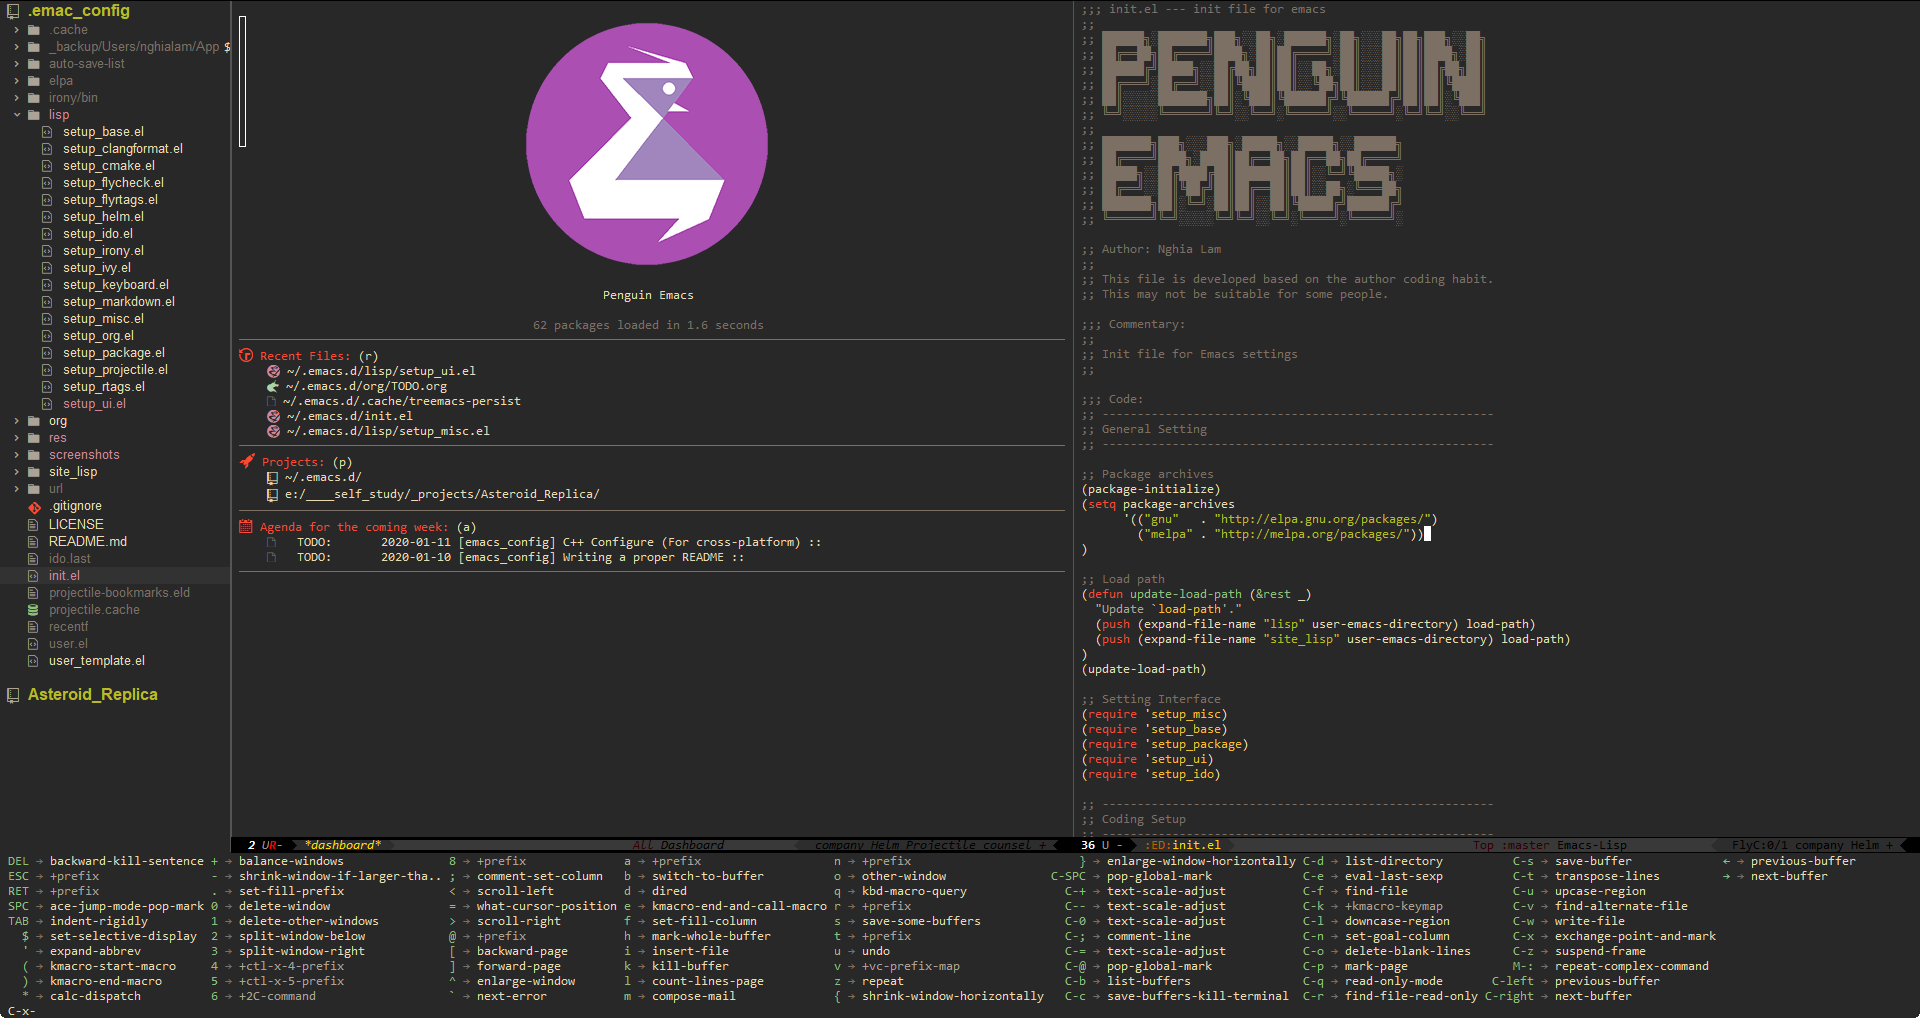 .emac_config
.cache
_backup/Users/nghialam/App $
auto-save-list
elpa
irony/bin
lisp
setup_base.el
setup_clangformat.el
setup_cmake.el
setup_flycheck.el
setup_flyrtags.el
setup_helm.el
setup_ido.el
setup_irony.el
setup_ivy.el
setup_keyboard.el
setup_markdown.el
setup_misc.el
setup_org.el
setup_package.el
setup_projectile.el
setup_rtags.el
setup_ui.el
org
res
screenshots
site_lisp
url
.gitignore
LICENSE
README.md
ido.last
init.el
projectile-bookmarks.eld
projectile.cache
recentf
user.el
user_template.el
Asteroid_Replica
Penguin Emacs
62 packages loaded in 1.6 seconds
Recent Files: (r)
~/.emacs.d/lisp/setup_ui.el
~/.emacs.d/org/TODO.org
~/.emacs.d/.cache/treemacs-persist
~/.emacs.d/init.el
~/.emacs.d/lisp/setup_misc.el
Projects: (p)
~/.emacs.d/
e:/____self_study/_projects/Asteroid_Replica/
Agenda for the coming week: (a)
TODO: 2020-01-11 [emacs_config] C++ Configure (For cross-platform) ::
TODO: 2020-01-10 [emacs_config] Writing a proper README ::
2 UR- *dashboard* All Dashboard company Helm Projectile counsel +
;;; init.el --- init file for emacs
;;
;; PENGUIN
;;
;; EMACS
;; Author: Nghia Lam
;;
;; This file is developed based on the author coding habit.
;; This may not be suitable for some people.
;;; Commentary:
;;
;; Init file for Emacs settings
;;
;;; Code:
;; --------------------------------------------------------
;; General Setting
;; --------------------------------------------------------
;; Package archives
(package-initialize)
(setq package-archives
'(("gnu" . "http://elpa.gnu.org/packages/")
("melpa" . "http://melpa.org/packages/"))
)
;; Load path
(defun update-load-path (&rest _)
"Update `load-path'."
(push (expand-file-name "lisp" user-emacs-directory) load-path)
(push (expand-file-name "site_lisp" user-emacs-directory) load-path)
)
(update-load-path)
;; Setting Interface
(require 'setup_misc)
(require 'setup_base)
(require 'setup_package)
(require 'setup_ui)
(require 'setup_ido)
;; --------------------------------------------------------
;; Coding Setup
;; --------------------------------------------------------
36 U - :ED:init.el Top :master Emacs-Lisp FlyC:0/1 company Helm +
DEL → backward-kill-sentence + → balance-windows 8 → +prefix a → +prefix n → +prefix } → enlarge-window-horizontally C-d → list-directory C-s → save-buffer ← → previous-buffer
ESC → +prefix - → shrink-window-if-larger-tha.. ; → comment-set-column b → switch-to-buffer o → other-window C-SPC → pop-global-mark C-e → eval-last-sexp C-t → transpose-lines → → next-buffer
RET → +prefix . → set-fill-prefix < → scroll-left d → dired q → kbd-macro-query C-+ → text-scale-adjust C-f → find-file C-u → upcase-region
SPC → ace-jump-mode-pop-mark 0 → delete-window = → what-cursor-position e → kmacro-end-and-call-macro r → +prefix C-- → text-scale-adjust C-k → +kmacro-keymap C-v → find-alternate-file
TAB → indent-rigidly 1 → delete-other-windows > → scroll-right f → set-fill-column s → save-some-buffers C-0 → text-scale-adjust C-l → downcase-region C-w → write-file
$ → set-selective-display 2 → split-window-below @ → +prefix h → mark-whole-buffer t → +prefix C-; → comment-line C-n → set-goal-column C-x → exchange-point-and-mark
' → expand-abbrev 3 → split-window-right [ → backward-page i → insert-file u → undo C-= → text-scale-adjust C-o → delete-blank-lines C-z → suspend-frame
( → kmacro-start-macro 4 → +ctl-x-4-prefix ] → forward-page k → kill-buffer v → +vc-prefix-map C-@ → pop-global-mark C-p → mark-page M-: → repeat-complex-command
) → kmacro-end-macro 5 → +ctl-x-5-prefix ^ → enlarge-window l → count-lines-page z → repeat C-b → list-buffers C-q → read-only-mode C-left → previous-buffer
* → calc-dispatch 6 → +2C-command ` → next-error m → compose-mail { → shrink-window-horizontally C-c → save-buffers-kill-terminal C-r → find-file-read-only C-right → next-buffer
C-x-